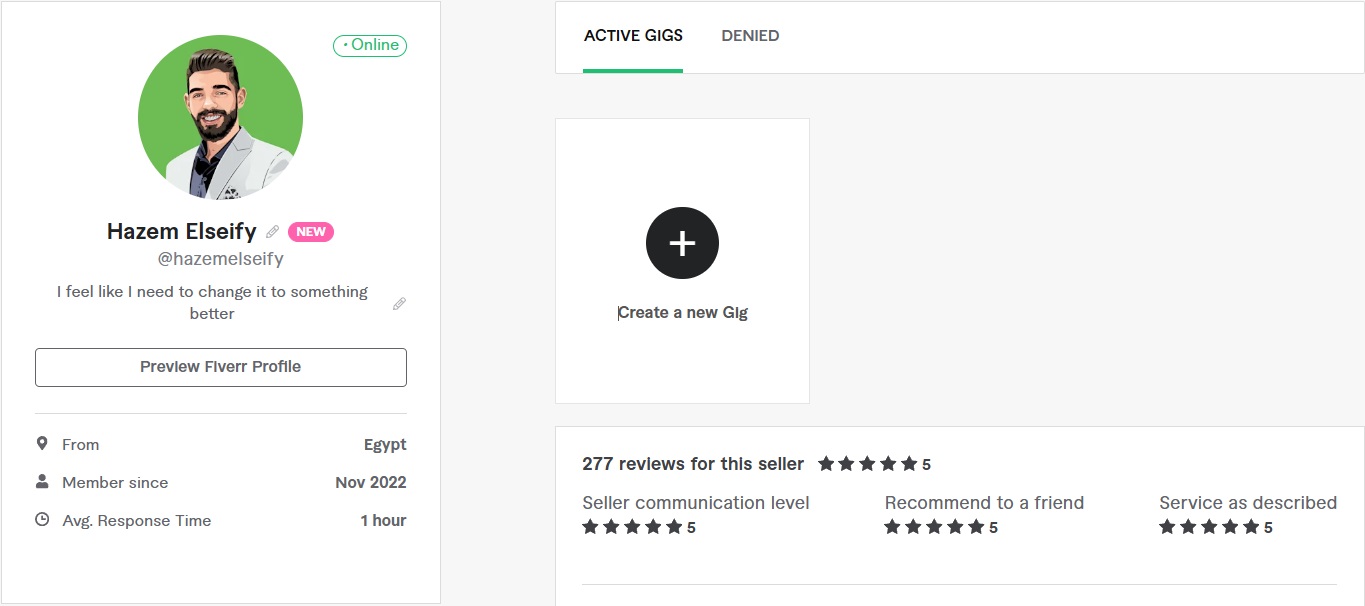 • Online
Hazem Elseify NEW
@hazemelseify
I feel like I need to change it to something
better
Preview Fiverr Profile
From Egypt
Member since Nov 2022
Avg. Response Time 1 hour
ACTIVE GIGS DENIED
Create a new Gig
277 reviews for this seller 5
Seller communication level Recommend to a friend Service as described
5 5 5